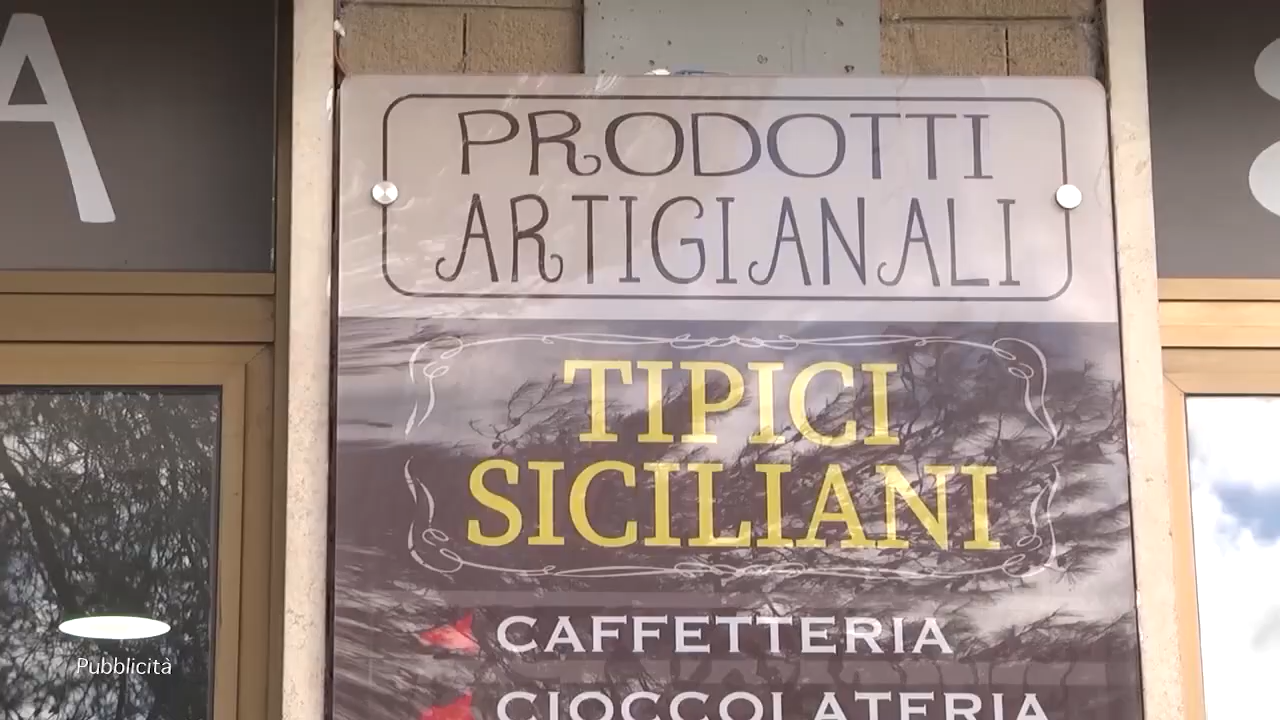 A
PRODOTTI
ARTIGIANALI
TIPICI
SICILIANI
CAFFETTERIA
CIOCCOLATERIA
Pubblicità